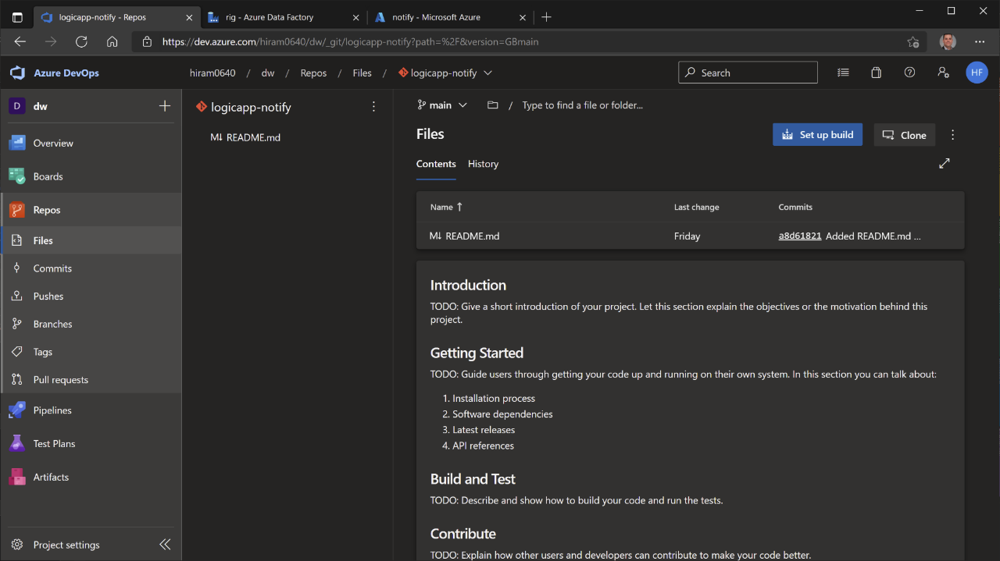 logicapp-notify - Repos
rig - Azure Data Factory
notify - Microsoft Azure
https://dev.azure.com/hiram0640/dw/_git/logicapp-notify?path=%2F&version=GBmain
Azure DevOps
hiram0640 / dw / Repos / Files / logicapp-notify
Search
HF
D dw
Overview
Boards
Repos
Files
Commits
Pushes
Branches
Tags
Pull requests
Pipelines
Test Plans
Artifacts
Project settings
logicapp-notify
M↓ README.md
main / Type to find a file or folder...
Files
Set up build
Clone
Contents History
Name ↑ Last change Commits
M↓ README.md Friday a8d61821 Added README.md ...
Introduction
TODO: Give a short introduction of your project. Let this section explain the objectives or the motivation behind this
project.
Getting Started
TODO: Guide users through getting your code up and running on their own system. In this section you can talk about:
1. Installation process
2. Software dependencies
3. Latest releases
4. API references
Build and Test
TODO: Describe and show how to build your code and run the tests.
Contribute
TODO: Explain how other users and developers can contribute to make your code better.